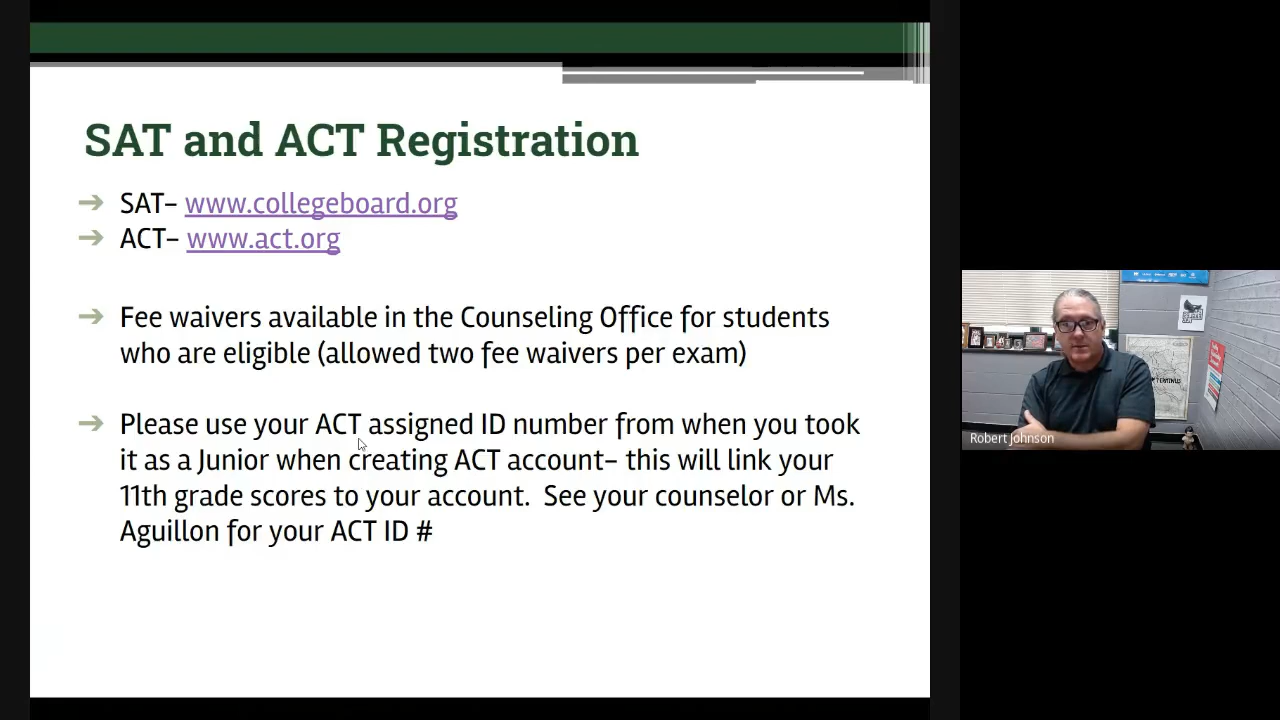 SAT and ACT Registration
➔ SAT– www.collegeboard.org
➔ ACT– www.act.org
➔ Fee waivers available in the Counseling Office for students
who are eligible (allowed two fee waivers per exam)
➔ Please use your ACT assigned ID number from when you took
it as a Junior when creating ACT account– this will link your
11th grade scores to your account.  See your counselor or Ms.
Aguillon for your ACT ID #
Robert Johnson